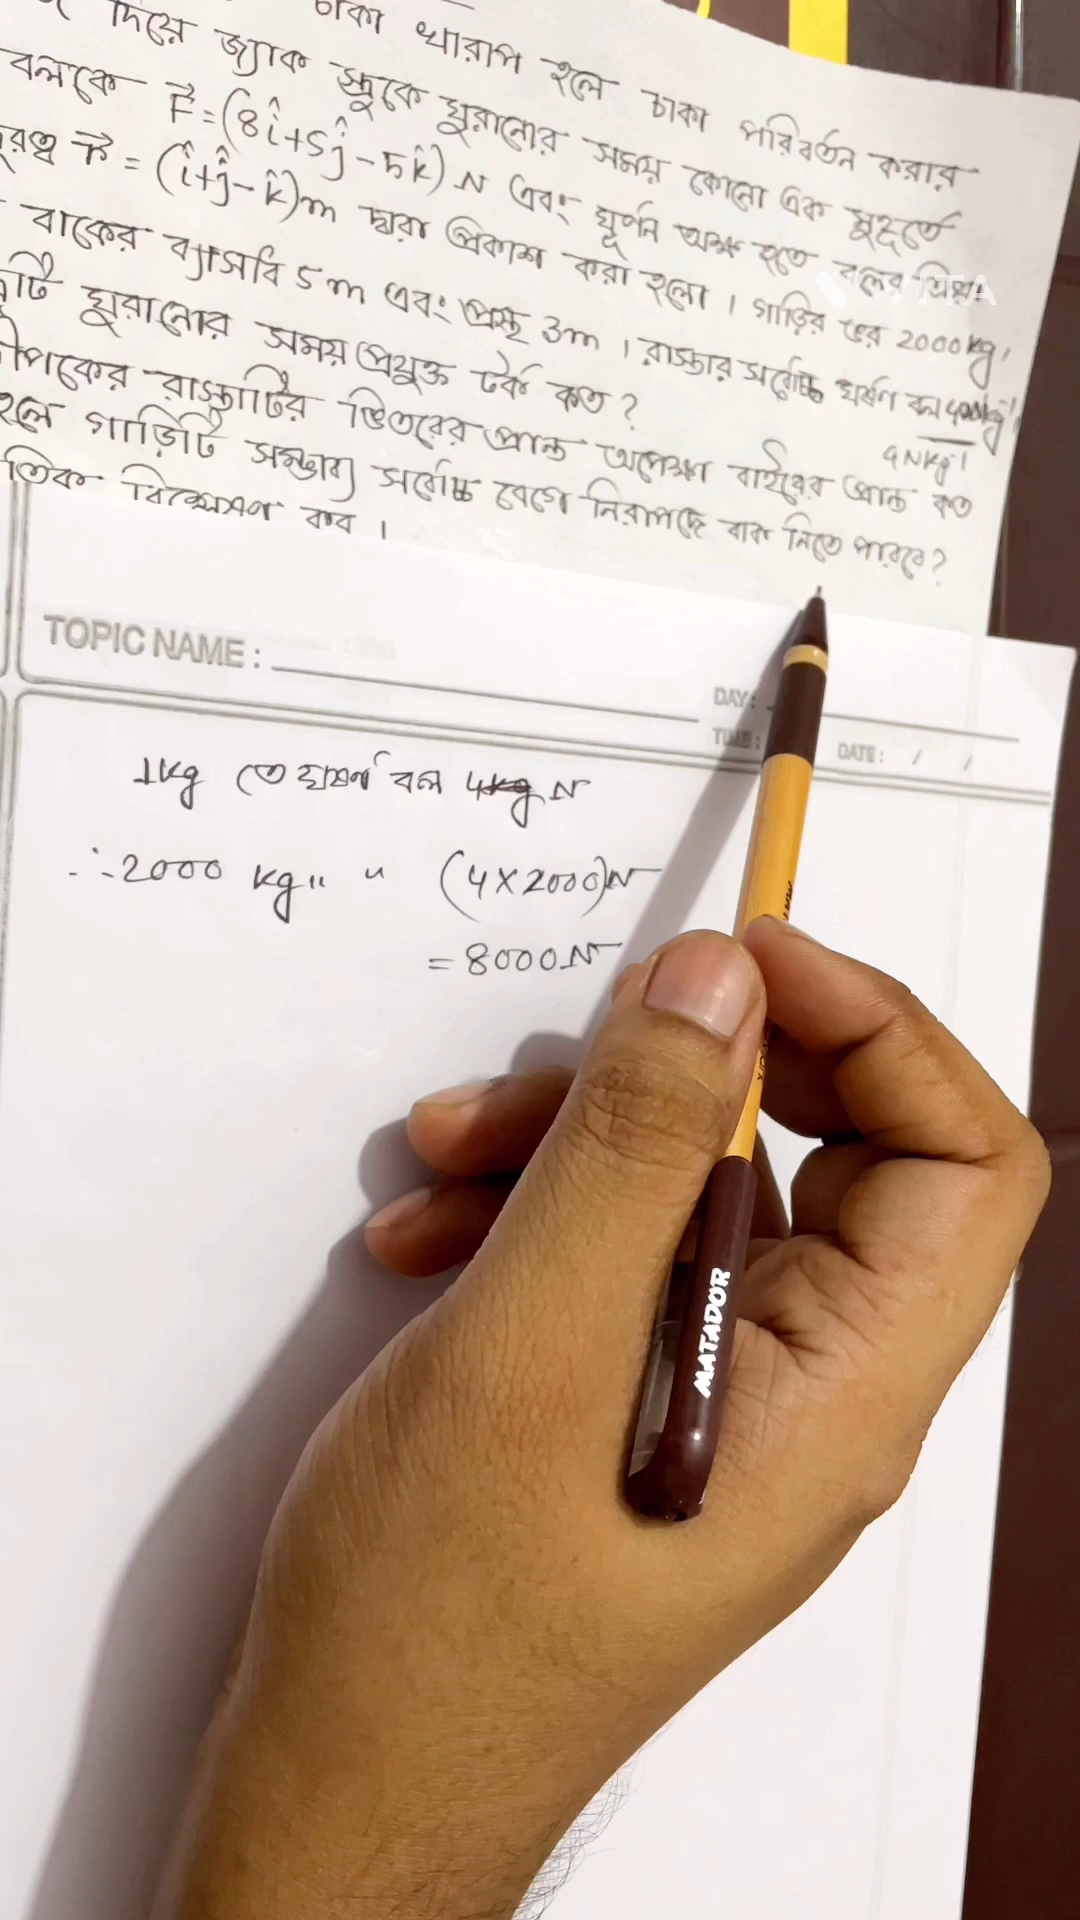 চাকা খারাপ হলে চাকা পরিবর্তন করার
দিয়ে জ্যাক স্ক্রুকে ঘুরানোর সময় কোনো এক মুহূর্তে
বলকে F⃗ = (8î+5ĵ-5k̂) N এবং ঘূর্ণন অক্ষ হতে বলের ক্রিয়া
দূরত্ব r⃗ = (î+ĵ-k̂)m দ্বারা প্রকাশ করা হলো। গাড়ির ভর 2000kg।
বাকের ব্যাসার্ধ 5m এবং প্রস্থ 3m। রাস্তার সর্বোচ্চ ঘর্ষণ বল
4Nkg⁻¹
টি ঘুরানোর সময় প্রযুক্ত টর্ক কত?
দীপকের রাস্তাটির ভিতরের প্রান্ত অপেক্ষা বাইরের প্রান্ত কত
হলে গাড়িটি সম্ভাব্য সর্বোচ্চ বেগে নিরাপদে বাক নিতে পারবে?
তিক বিশ্লেষণ কর।
TOPIC NAME :
DAY :
TIME :
DATE : / /
1kg তে ঘর্ষণ বল 4 N
∴ 2000 kg " " (4×2000)N
= 8000N
MATADOR